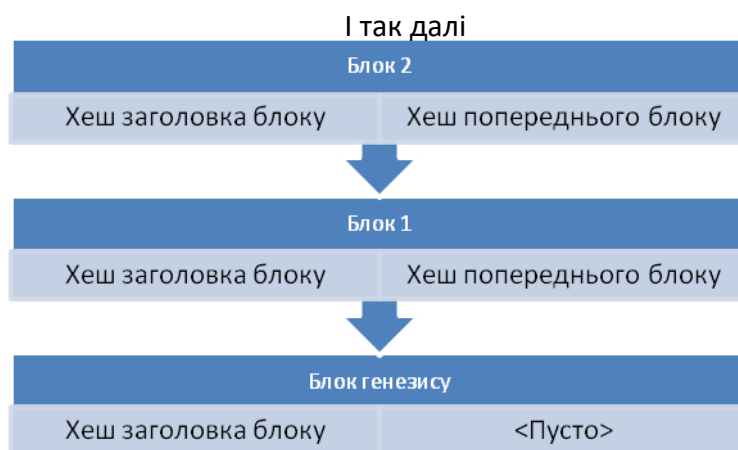 І так далі
Блок 2
Хеш заголовка блоку Хеш попереднього блоку
Блок 1
Хеш заголовка блоку Хеш попереднього блоку
Блок генезису
Хеш заголовка блоку <Пусто>